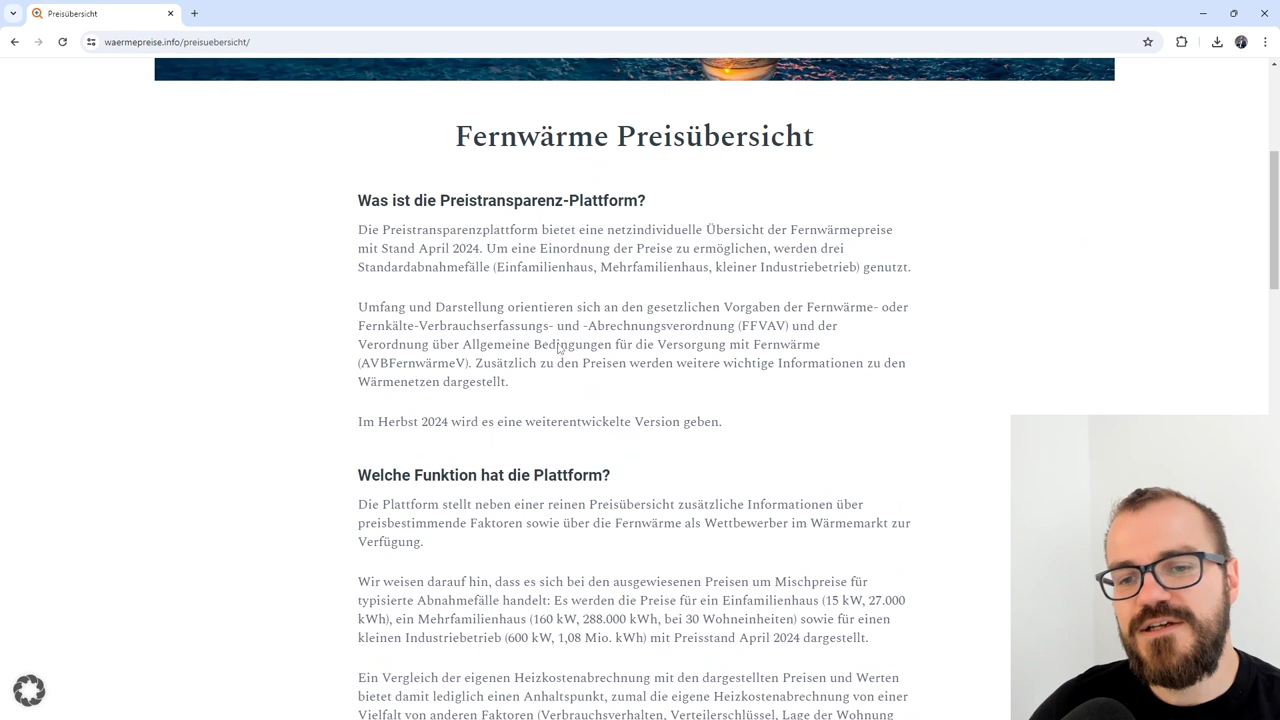 Preisübersicht
waermepreise.info/preisuebersicht/
Fernwärme Preisübersicht
Was ist die Preistransparenz-Plattform?
Die Preistransparenzplattform bietet eine netzindividuelle Übersicht der Fernwärmepreise
mit Stand April 2024. Um eine Einordnung der Preise zu ermöglichen, werden drei
Standardabnahmefälle (Einfamilienhaus, Mehrfamilienhaus, kleiner Industriebetrieb) genutzt.
Umfang und Darstellung orientieren sich an den gesetzlichen Vorgaben der Fernwärme- oder
Fernkälte-Verbrauchserfassungs- und -Abrechnungsverordnung (FFVAV) und der
Verordnung über Allgemeine Bedingungen für die Versorgung mit Fernwärme
(AVBFernwärmeV). Zusätzlich zu den Preisen werden weitere wichtige Informationen zu den
Wärmenetzen dargestellt.
Im Herbst 2024 wird es eine weiterentwickelte Version geben.
Welche Funktion hat die Plattform?
Die Plattform stellt neben einer reinen Preisübersicht zusätzliche Informationen über
preisbestimmende Faktoren sowie über die Fernwärme als Wettbewerber im Wärmemarkt zur
Verfügung.
Wir weisen darauf hin, dass es sich bei den ausgewiesenen Preisen um Mischpreise für
typisierte Abnahmefälle handelt: Es werden die Preise für ein Einfamilienhaus (15 kW, 27.000
kWh), ein Mehrfamilienhaus (160 kW, 288.000 kWh, bei 30 Wohneinheiten) sowie für einen
kleinen Industriebetrieb (600 kW, 1,08 Mio. kWh) mit Preisstand April 2024 dargestellt.
Ein Vergleich der eigenen Heizkostenabrechnung mit den dargestellten Preisen und Werten
bietet damit lediglich einen Anhaltspunkt, zumal die eigene Heizkostenabrechnung von einer
Vielfalt von anderen Faktoren (Verbrauchsverhalten, Verteilerschlüssel, Lage der Wohnung